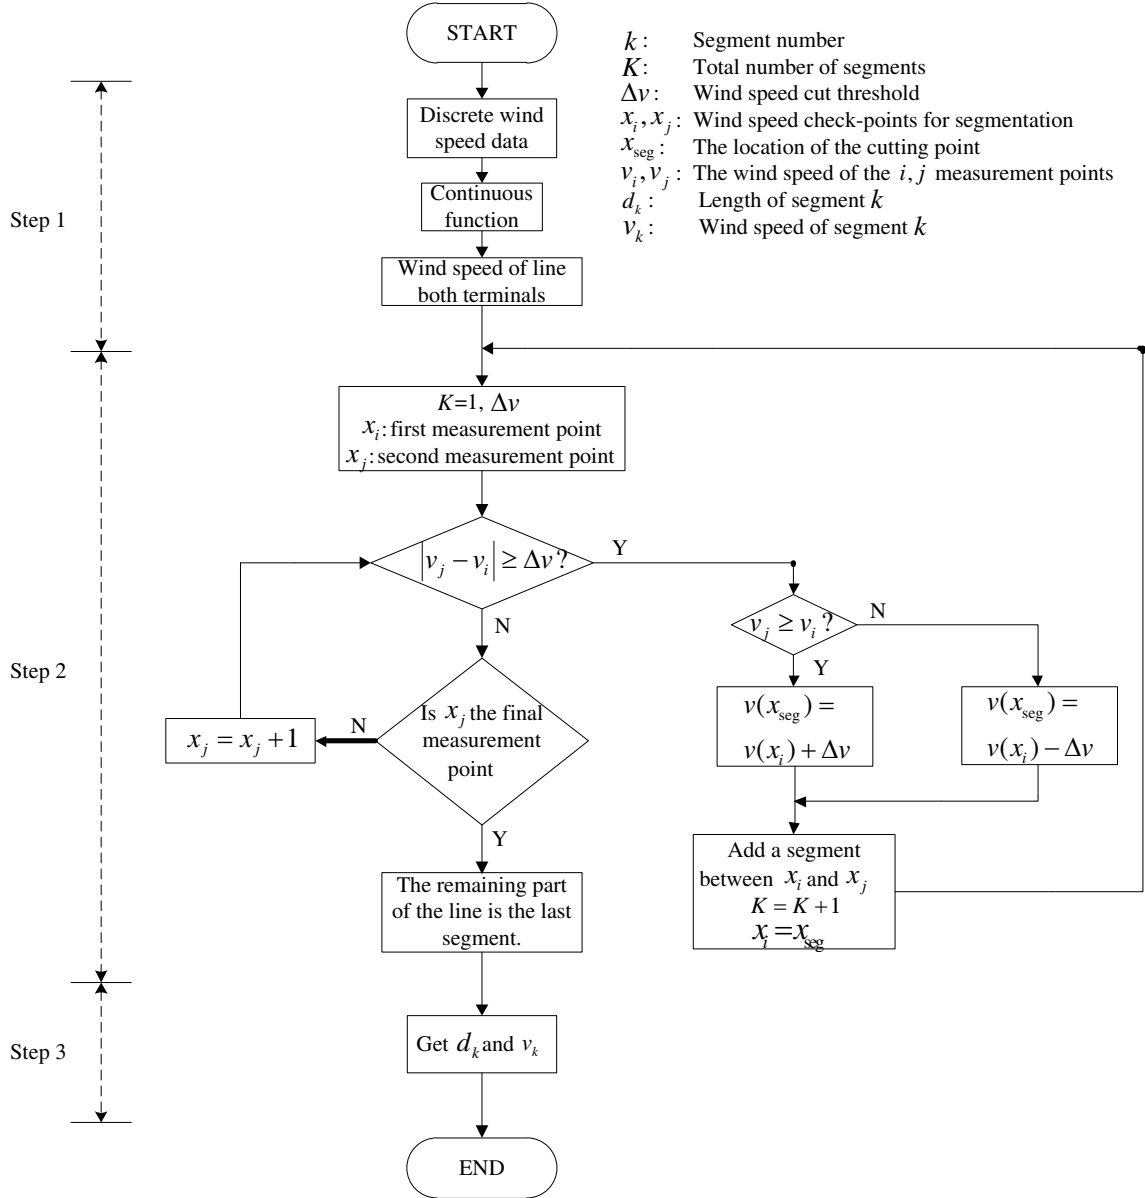 START
k: Segment number
K: Total number of segments
Δv: Wind speed cut threshold
x_i, x_j: Wind speed check-points for segmentation
x_seg: The location of the cutting point
v_i, v_j: The wind speed of the i, j measurement points
d_k: Length of segment k
v_k: Wind speed of segment k
Step 1
Discrete wind
speed data
Continuous
function
Wind speed of line
both terminals
Step 2
K=1, Δv
x_i: first measurement point
x_j: second measurement point
|v_j − v_i| ≥ Δv?
Y
N
v_j ≥ v_i?
N
Y
v(x_seg) =
v(x_i) + Δv
v(x_seg) =
v(x_i) − Δv
Is x_j the final
measurement
point
N
x_j = x_j + 1
Y
Add a segment
between x_i and x_j
K = K + 1
x_i = x_seg
The remaining part
of the line is the last
segment.
Step 3
Get d_k and v_k
END